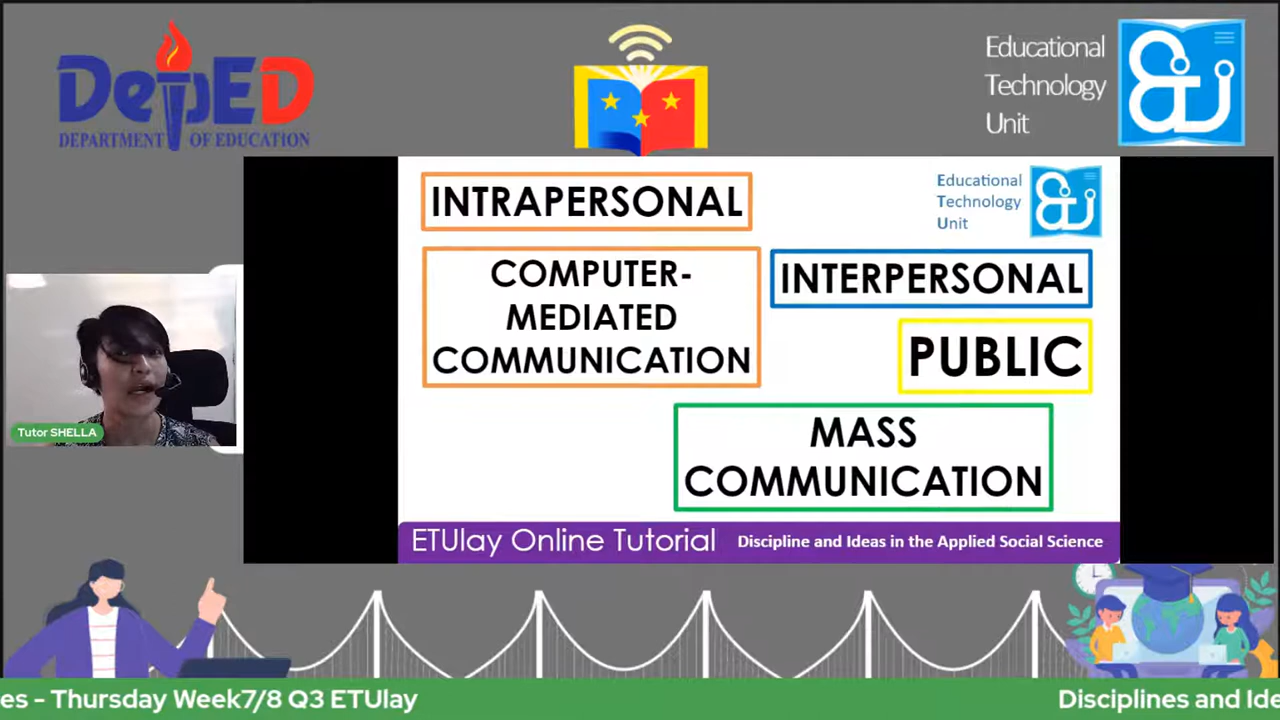 DepED
DEPARTMENT OF EDUCATION
Educational
Technology
Unit
INTRAPERSONAL
Educational
Technology
Unit
COMPUTER-
MEDIATED
COMMUNICATION
INTERPERSONAL
PUBLIC
MASS
COMMUNICATION
Tutor SHELLA
ETUlay Online Tutorial
Discipline and Ideas in the Applied Social Science
es - Thursday Week7/8 Q3 ETUlay
Disciplines and Ide